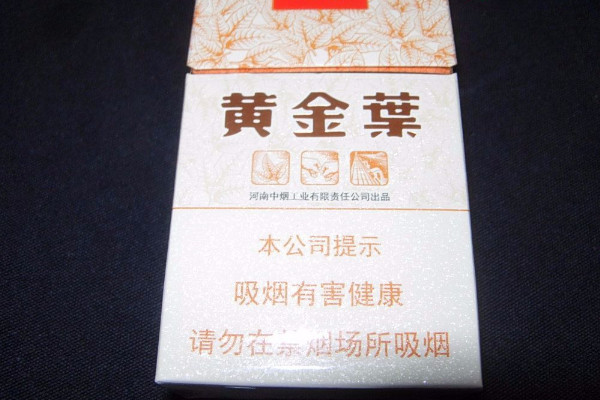 黄金葉
河南中烟工业有限责任公司出品
本公司提示
吸烟有害健康
请勿在禁烟场所吸烟